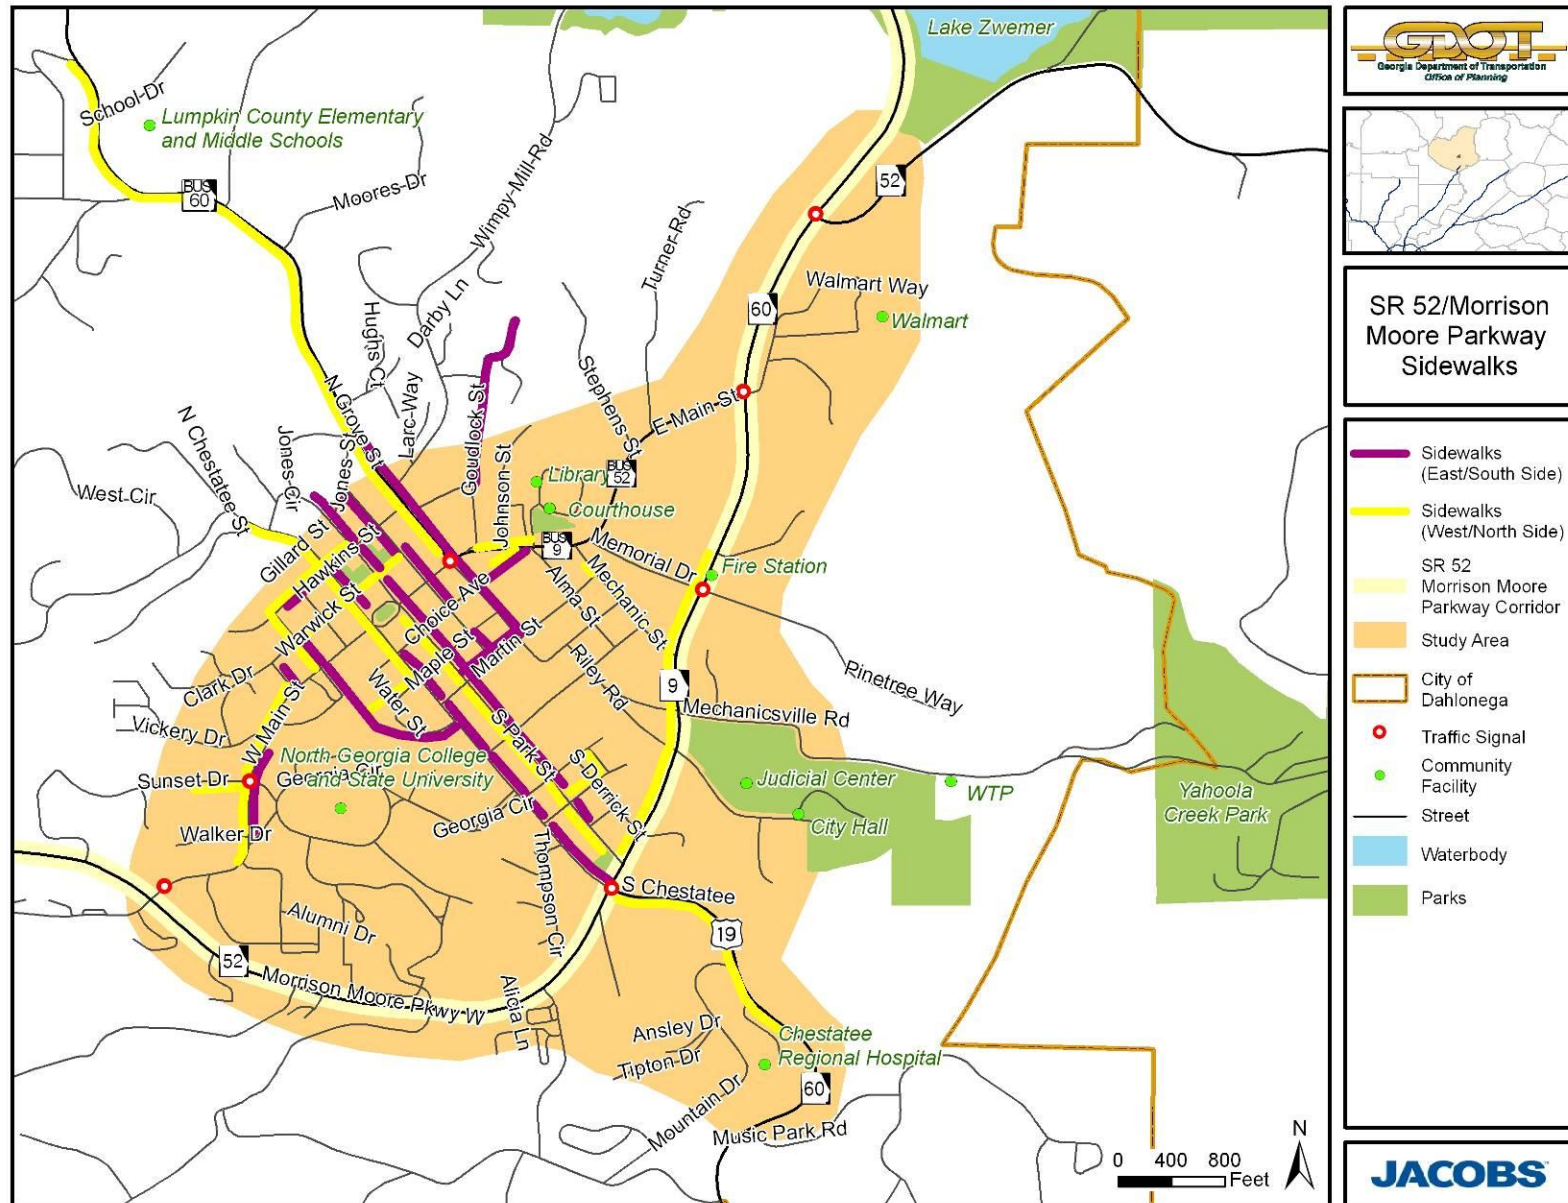 Lake Zwemer
School Dr
Lumpkin County Elementary
and Middle Schools
BUS
60
Moores Dr
Wimpy Mill Rd
Turner Rd
52
60
Walmart Way
Walmart
Hughs Ct
Darby Ln
Larc Way
Goudlock St
Stephens St
E Main St
N Grove St
N Chestatee St
Jones Cir
Jones S
West Cir
Johnson St
Library
BUS
52
Courthouse
BUS
9
Memorial Dr
Fire Station
Gillard St
Hawkins St
Warwick St
Choice Ave
Alma St
Mechanic St
Maple St
Martin St
Clark Dr
Water St
Riley Rd
9
Pinetree Way
Mechanicsville Rd
Vickery Dr
W Main St
S Park St
S Derrick St
North Georgia College
and State University
Georgia Cir
Sunset Dr
Walker Dr
Georgia Cir
Judicial Center
WTP
City Hall
Yahoola
Creek Park
Thompson Cir
S Chestatee
19
Alumni Dr
52
Morrison Moore Pkwy W
Alicia Ln
Ansley Dr
Tipton Dr
Mountain Dr
Chestatee
Regional Hospital
60
Music Park Rd
0 400 800
Feet
N
GDOT
Georgia Department of Transportation
Office of Planning
SR 52/Morrison
Moore Parkway
Sidewalks
Sidewalks
(East/South Side)
Sidewalks
(West/North Side)
SR 52
Morrison Moore
Parkway Corridor
Study Area
City of
Dahlonega
Traffic Signal
Community
Facility
Street
Waterbody
Parks
JACOBS